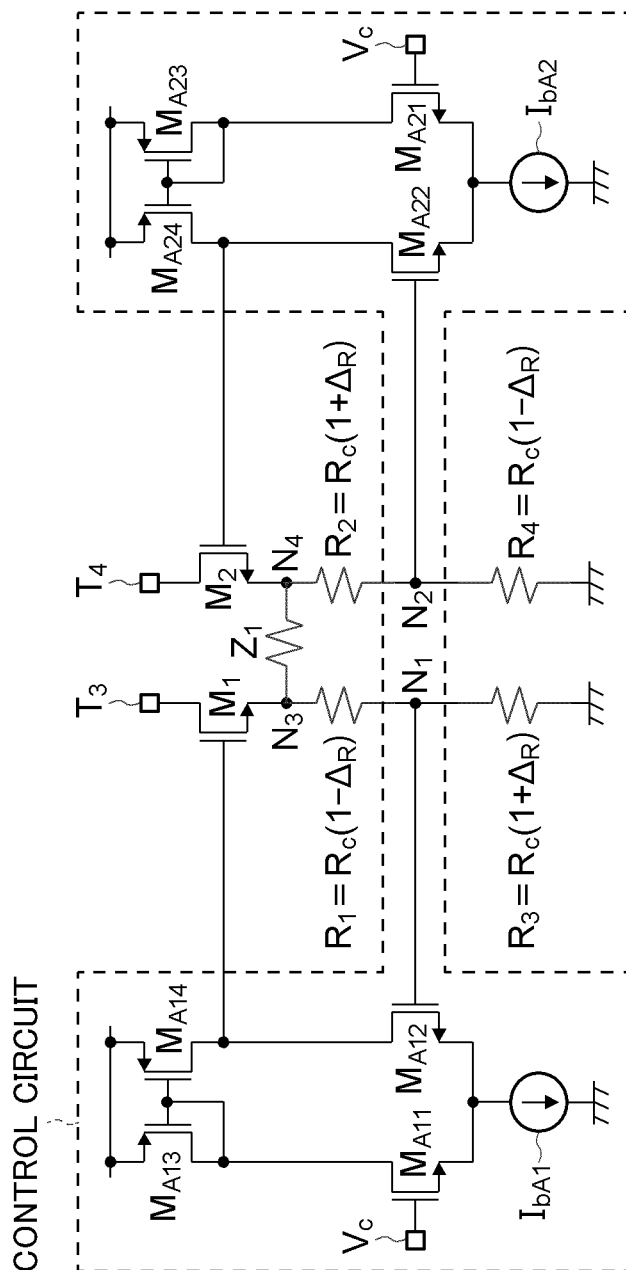 CONTROL CIRCUIT
M_A13
M_A14
V_c
M_A11
M_A12
I_bA1
T_3
T_4
M_1
M_2
N_3
Z_1
N_4
R_1 = R_c(1−Δ_R)
R_2 = R_c(1+Δ_R)
N_1
N_2
R_3 = R_c(1+Δ_R)
R_4 = R_c(1−Δ_R)
M_A24
M_A23
V_c
M_A22
M_A21
I_bA2